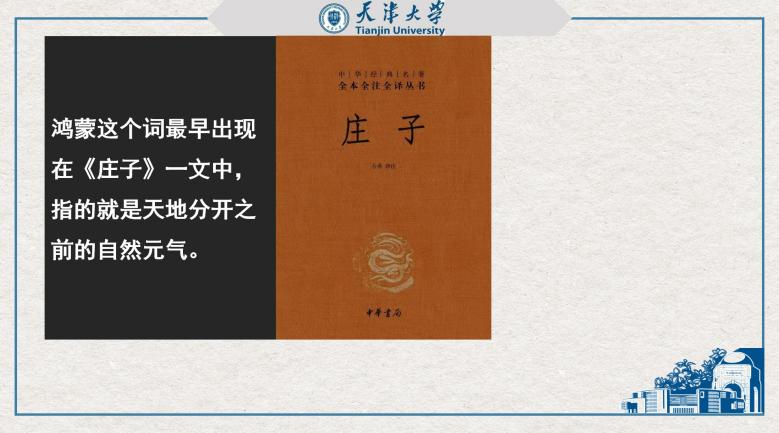 天津大学
Tianjin University
鸿蒙这个词最早出现
在《庄子》一文中，
指的就是天地分开之
前的自然元气。
中|华|经|典|名|著
全本全注全译丛书
庄子
中華書局